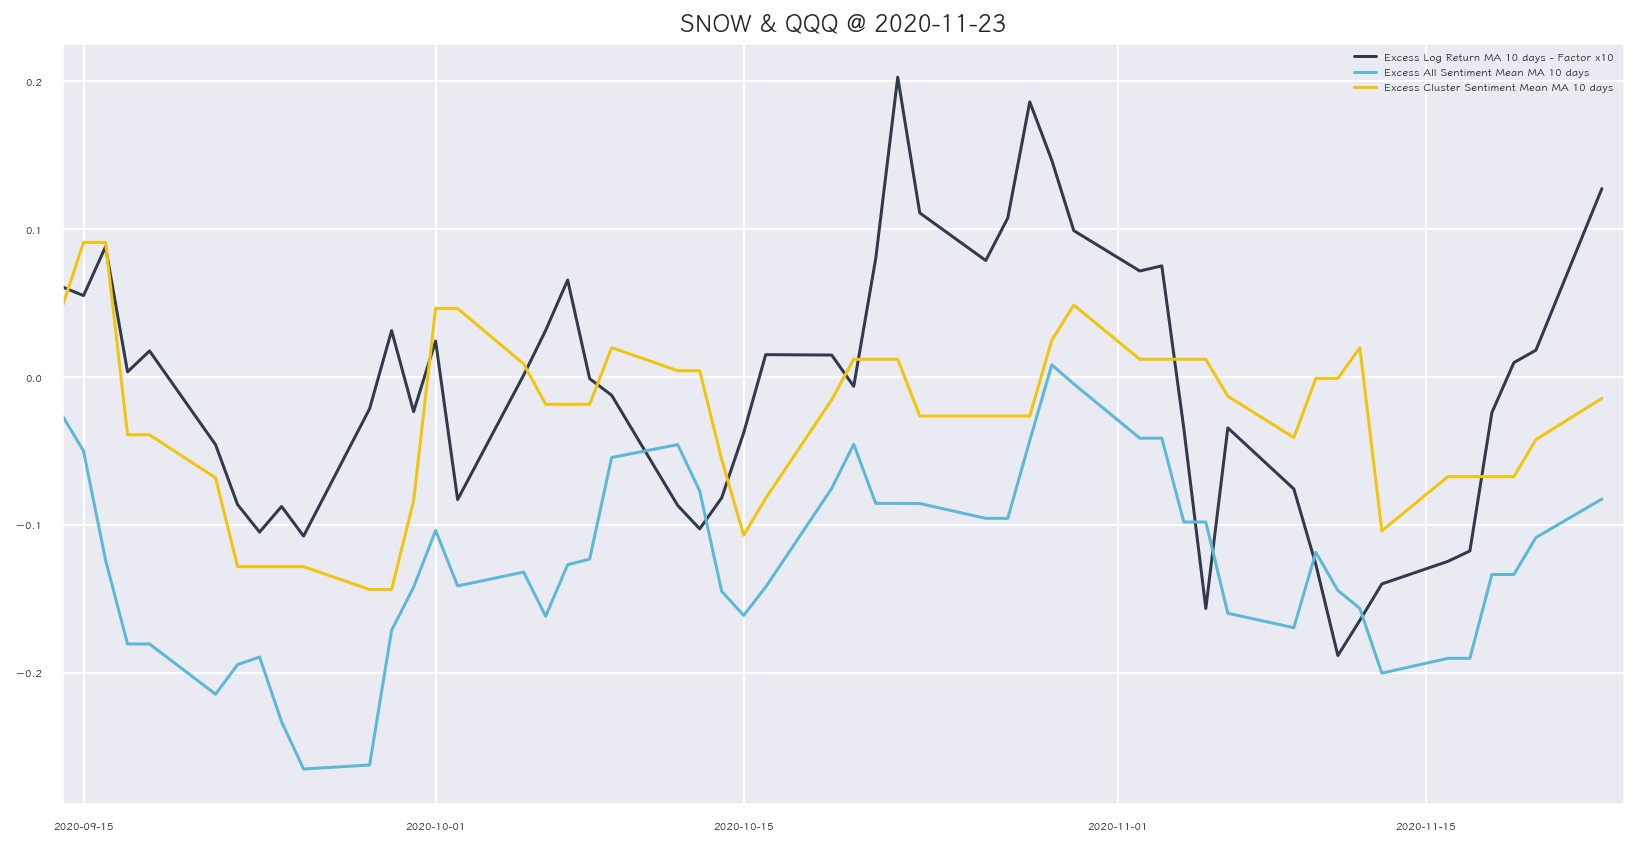 SNOW & QQQ @ 2020-11-23
Excess Log Return MA 10 days - Factor x10
Excess All Sentiment Mean MA 10 days
Excess Cluster Sentiment Mean MA 10 days
0.2
0.1
0.0
−0.1
−0.2
2020-09-15 2020-10-01 2020-10-15 2020-11-01 2020-11-15